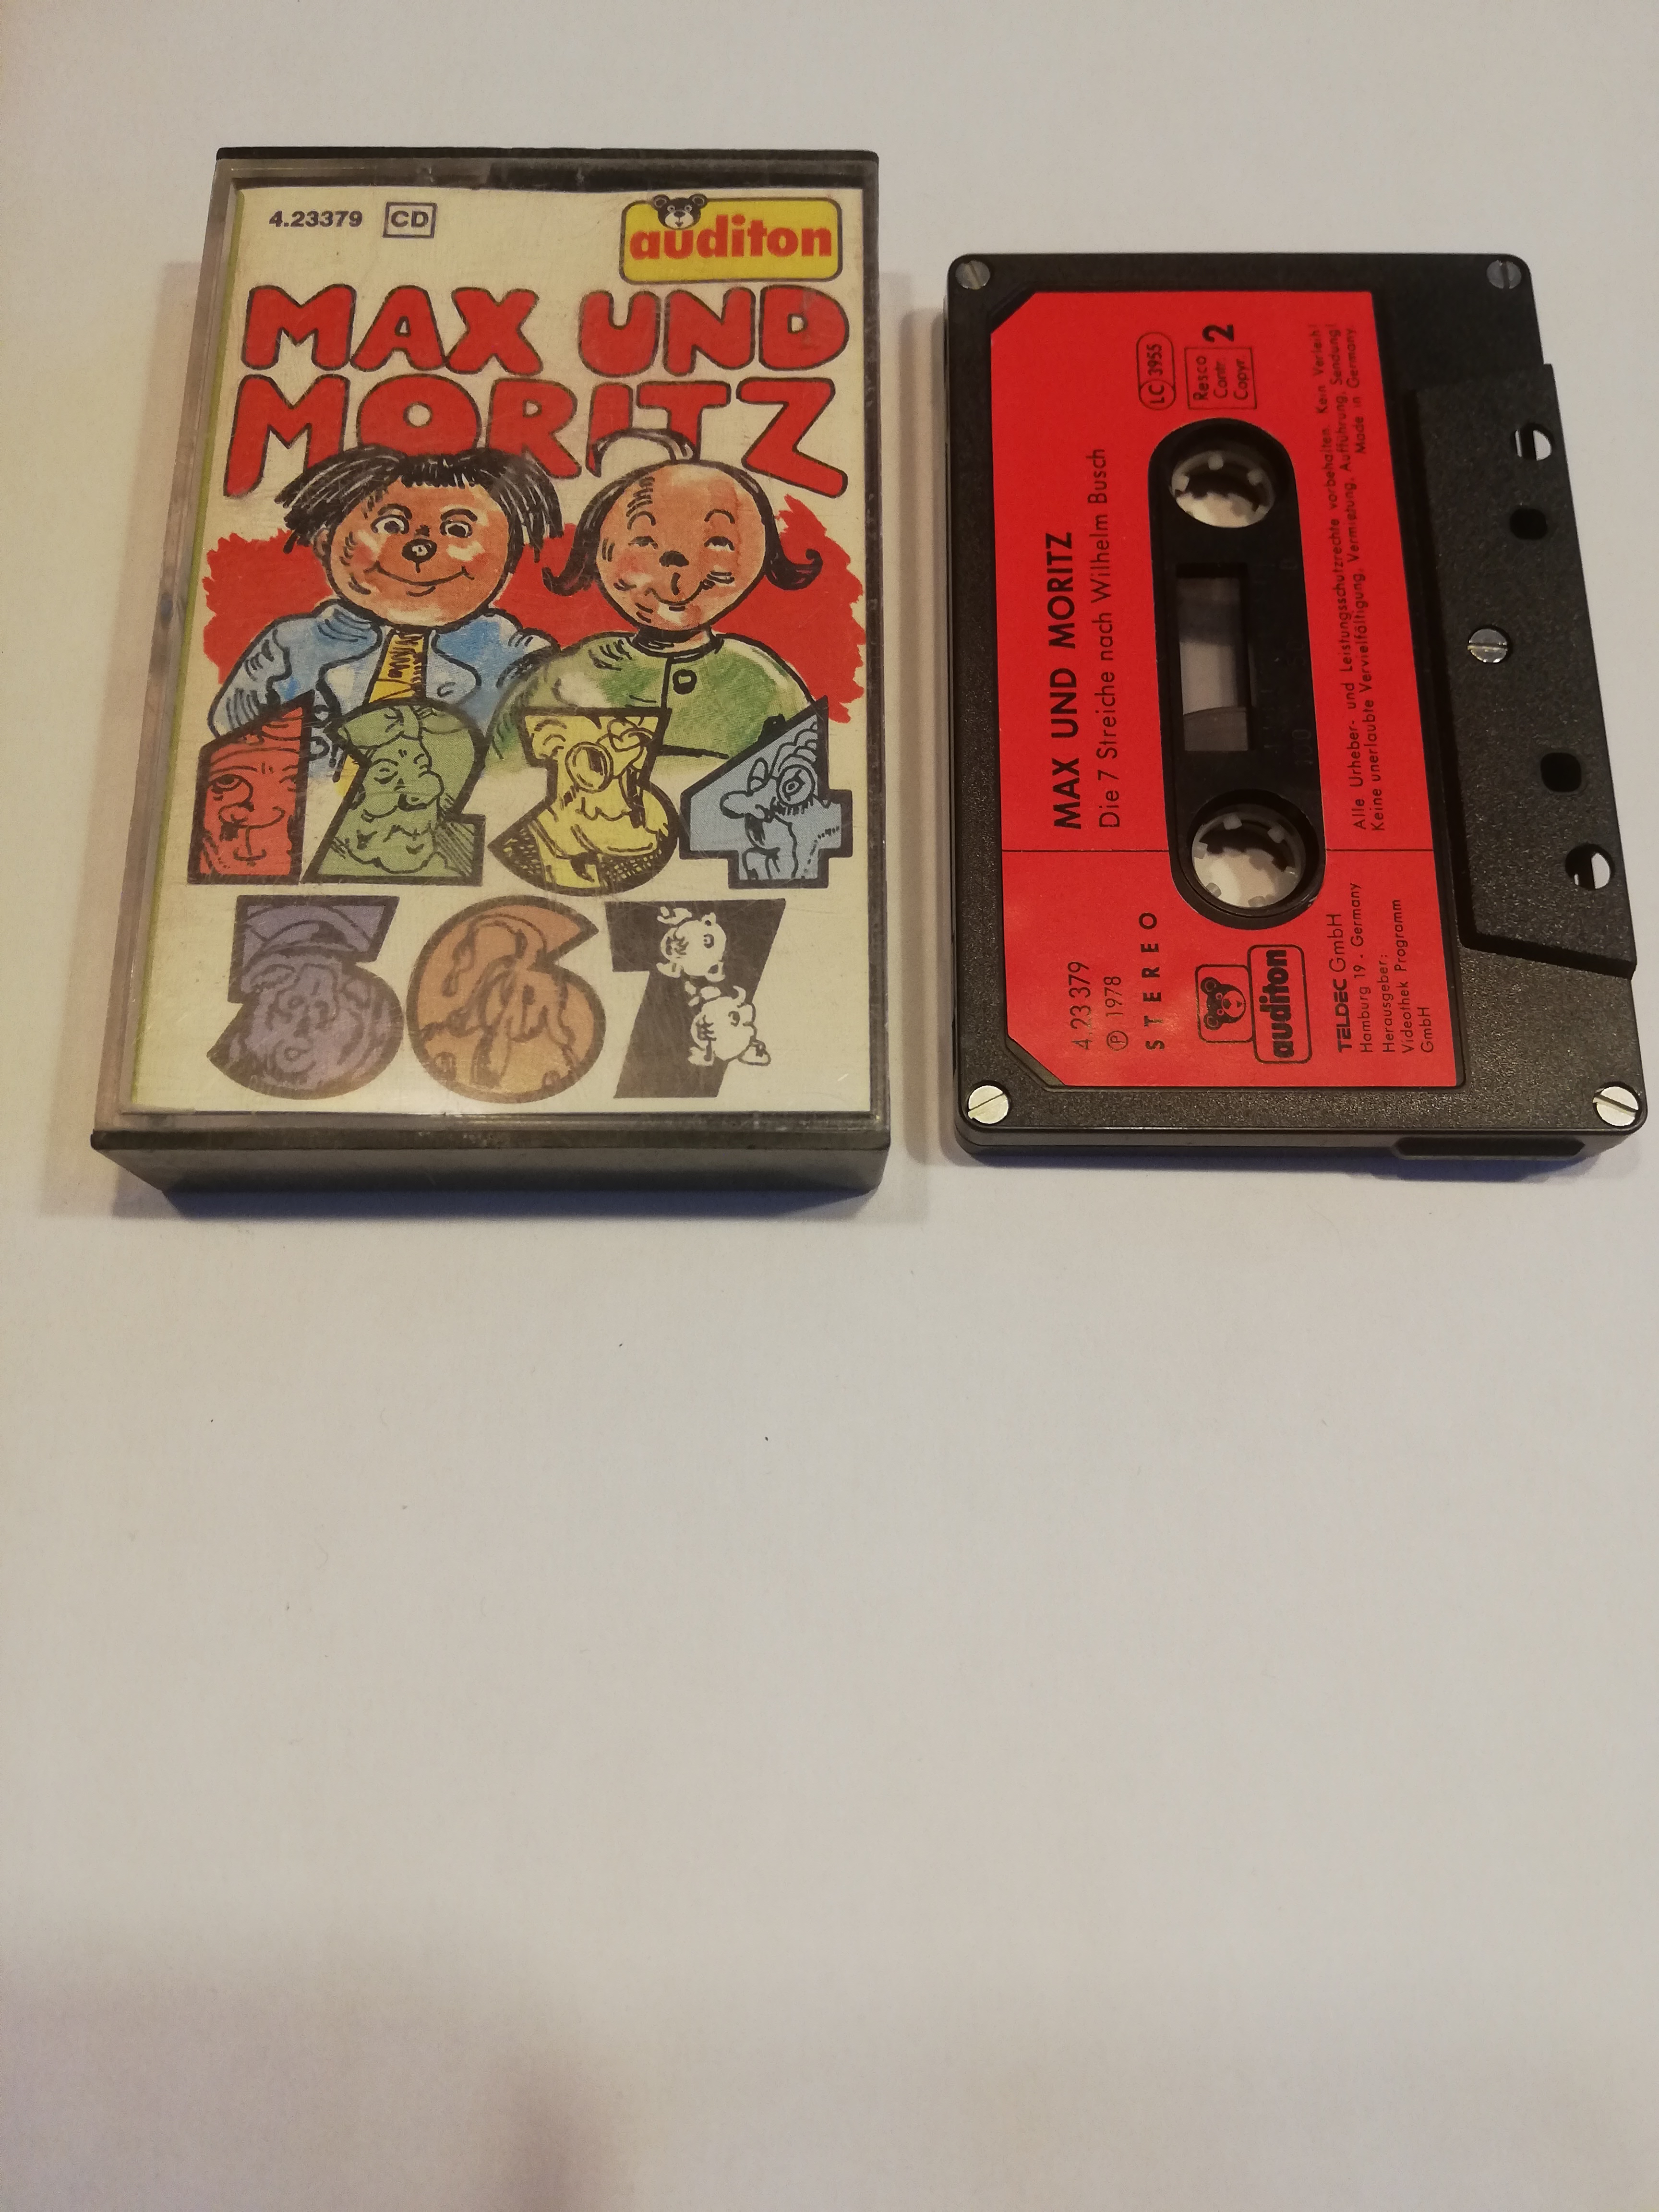 4.23379 CD
auditon
MAX UND
MORITZ
1 2 3 4
5 6 7
MAX UND MORITZ
Die 7 Streiche nach Wilhelm Busch
LC 3955
Resco
Contr.
Copyr.
2
4.23 379
Ⓟ 1978
STEREO
auditon
TELDEC GmbH
Hamburg 19 · Germany
Herausgeber:
Videothek Programm
GmbH
Alle Urheber- und Leistungsschutzrechte vorbehalten. Kein Verleih!
Keine unerlaubte Vervielfältigung, Vermietung, Aufführung, Sendung!
Made in Germany